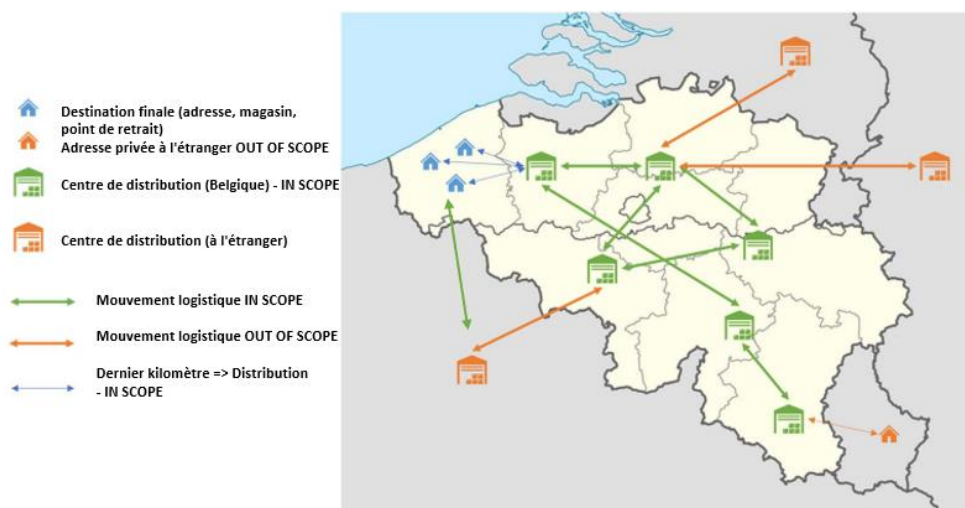 Destination finale (adresse, magasin,
point de retrait)
Adresse privée à l'étranger OUT OF SCOPE
Centre de distribution (Belgique) - IN SCOPE
Centre de distribution (à l'étranger)
Mouvement logistique IN SCOPE
Mouvement logistique OUT OF SCOPE
Dernier kilomètre => Distribution
- IN SCOPE